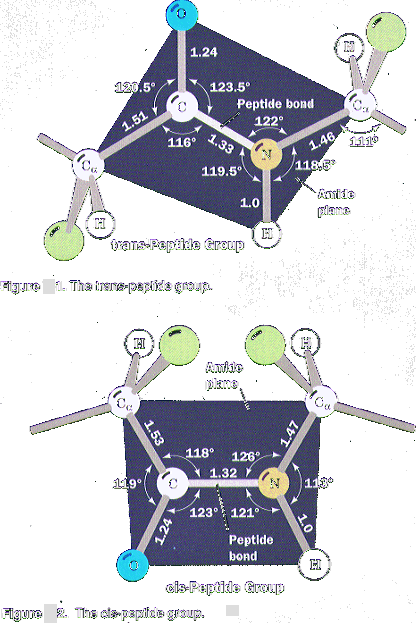 O
1.24
H
120.5°
123.5°
C
Peptide bond
Cα
1.51
122°
1.46
111°
116°
1.33
N
Cα
119.5°
118.5°
1.0
Amide
plane
H
H
trans-Peptide Group
Figure 1. The trans-peptide group.
H
H
Amide
plane
Cα
Cα
1.53
1.47
118°
126°
119°
C
1.32
N
123°
121°
1.24
1.0
Peptide
bond
O
H
cis-Peptide Group
Figure 2. The cis-peptide group.